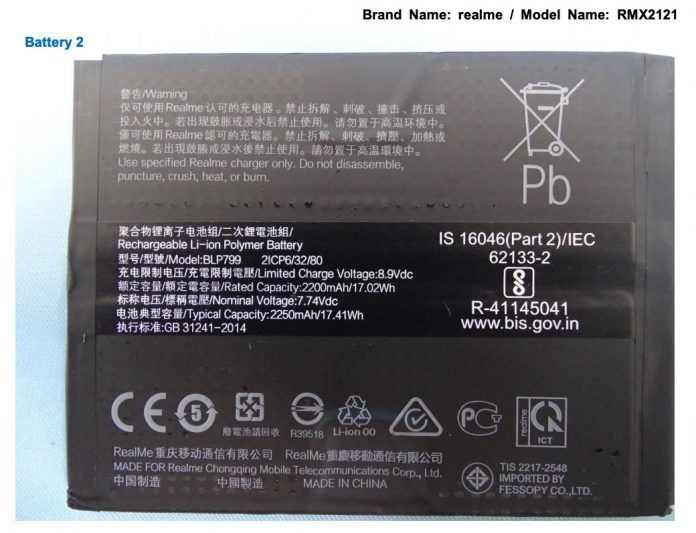 Brand Name: realme / Model Name: RMX2121
Battery 2
警告/Warning
仅可使用Realme认可的充电器。禁止拆解、刺破、撞击、挤压或
投入火中。若出现鼓胀或浸水后禁止使用。请勿置于高温环境中。
僅可使用Realme認可的充電器。禁止拆解、刺破、擠壓、加熱或
燃燒。若出現鼓脹或浸水後禁止使用。請勿置于高溫環境中。
Use specified Realme charger only. Do not disassemble,
puncture, crush, heat, or burn.
Pb
聚合物锂离子电池组/二次鋰電池組/
Rechargeable Li-ion Polymer Battery
型号/型號/Model:BLP799 2ICP6/32/80
充电限制电压/充電限制電壓/Limited Charge Voltage:8.9Vdc
额定容量/額定電容量/Rated Capacity:2200mAh/17.02Wh
标称电压/標稱電壓/Nominal Voltage:7.74Vdc
电池典型容量/Typical Capacity:2250mAh/17.41Wh
执行标准:GB 31241-2014
IS 16046(Part 2)/IEC
62133-2
R-41145041
www.bis.gov.in
CE
5
廢電池請回收
R39518
Li-ion 00
realme
ICT
RealMe重庆移动通信有限公司 RealMe重慶移動通信有限公司
MADE FOR Realme Chongqing Mobile Telecommunications Corp., Ltd.
中国制造 中國製造 MADE IN CHINA
TIS 2217-2548
IMPORTED BY
FESSOPY CO.,LTD.